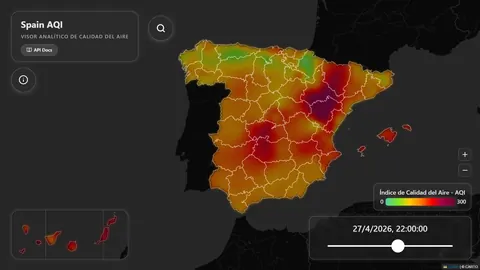 Spain AQI
VISOR ANALÍTICO DE CALIDAD DEL AIRE
API Docs
Índice de Calidad del Aire - AQI
0
300
27/4/2026, 22:00:00